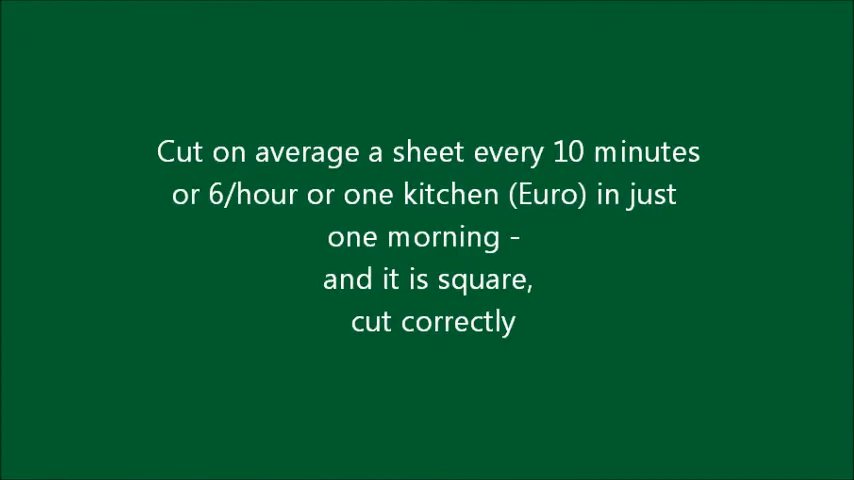 Cut on average a sheet every 10 minutes
or 6/hour or one kitchen (Euro) in just
one morning -
and it is square,
cut correctly